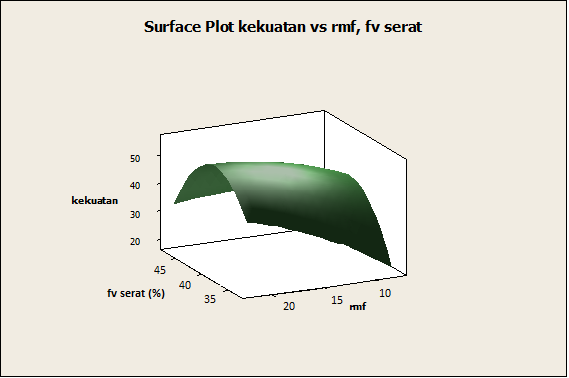 Surface Plot kekuatan vs rmf, fv serat
50
40
kekuatan
30
20
45
40
fv serat (%)
35
20
15
10
rmf